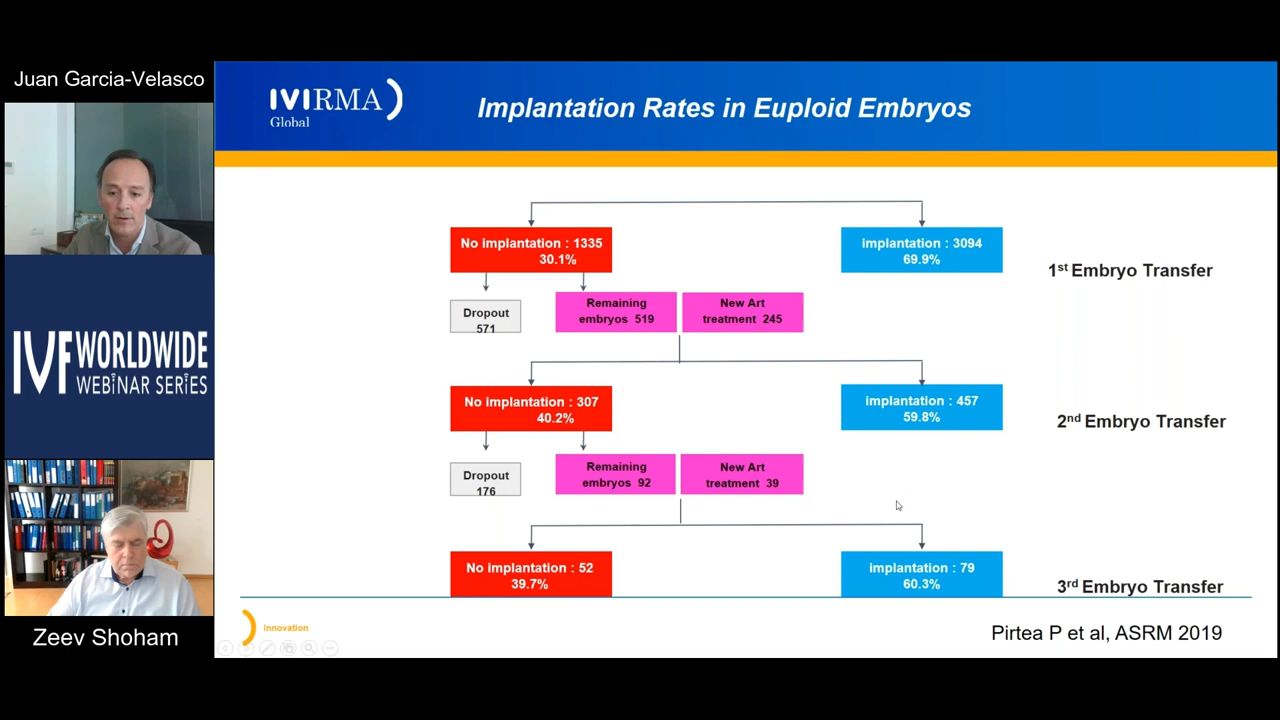 Juan Garcia-Velasco
IVF WORLDWIDE
WEBINAR SERIES
Zeev Shoham
IVIRMA
Global
Implantation Rates in Euploid Embryos
No implantation : 1335
30.1%
implantation : 3094
69.9%
1st Embryo Transfer
Dropout
571
Remaining
embryos 519
New Art
treatment 245
No implantation : 307
40.2%
implantation : 457
59.8%
2nd Embryo Transfer
Dropout
176
Remaining
embryos 92
New Art
treatment 39
No implantation : 52
39.7%
implantation : 79
60.3%
3rd Embryo Transfer
Innovation
Pirtea P et al, ASRM 2019